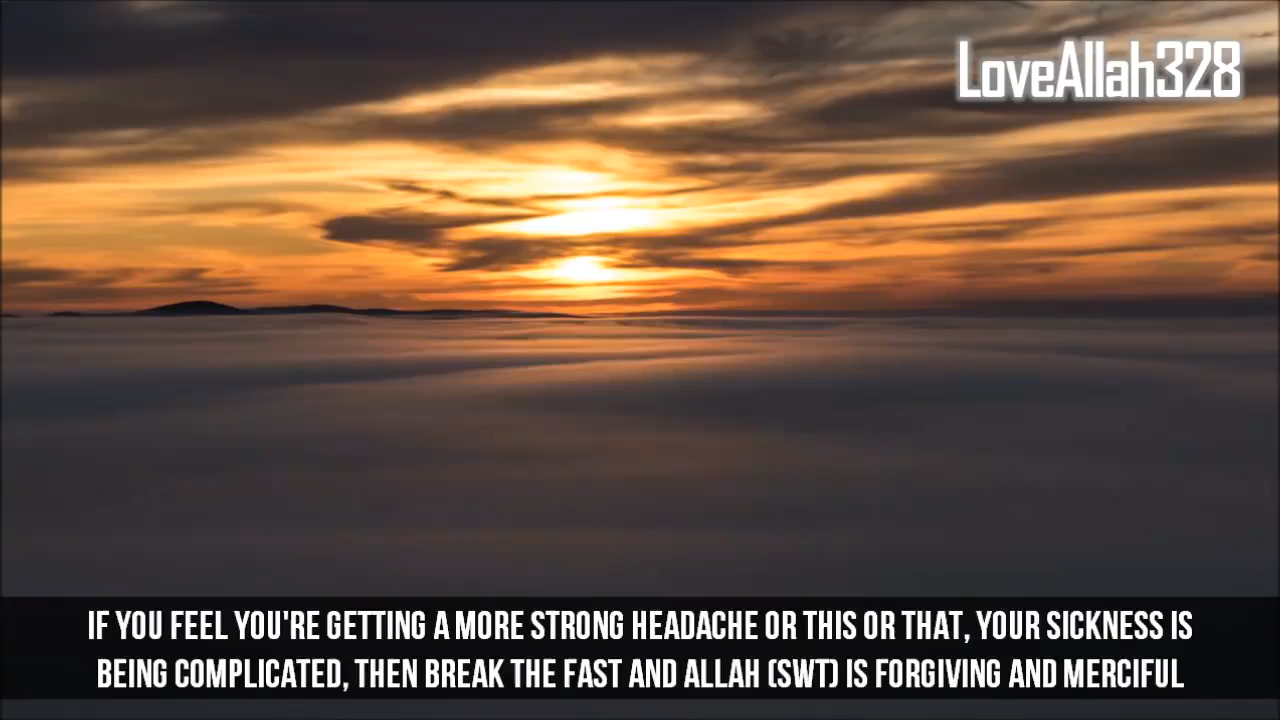 LoveAllah328
IF YOU FEEL YOU'RE GETTING A MORE STRONG HEADACHE OR THIS OR THAT, YOUR SICKNESS IS
BEING COMPLICATED, THEN BREAK THE FAST AND ALLAH (SWT) IS FORGIVING AND MERCIFUL